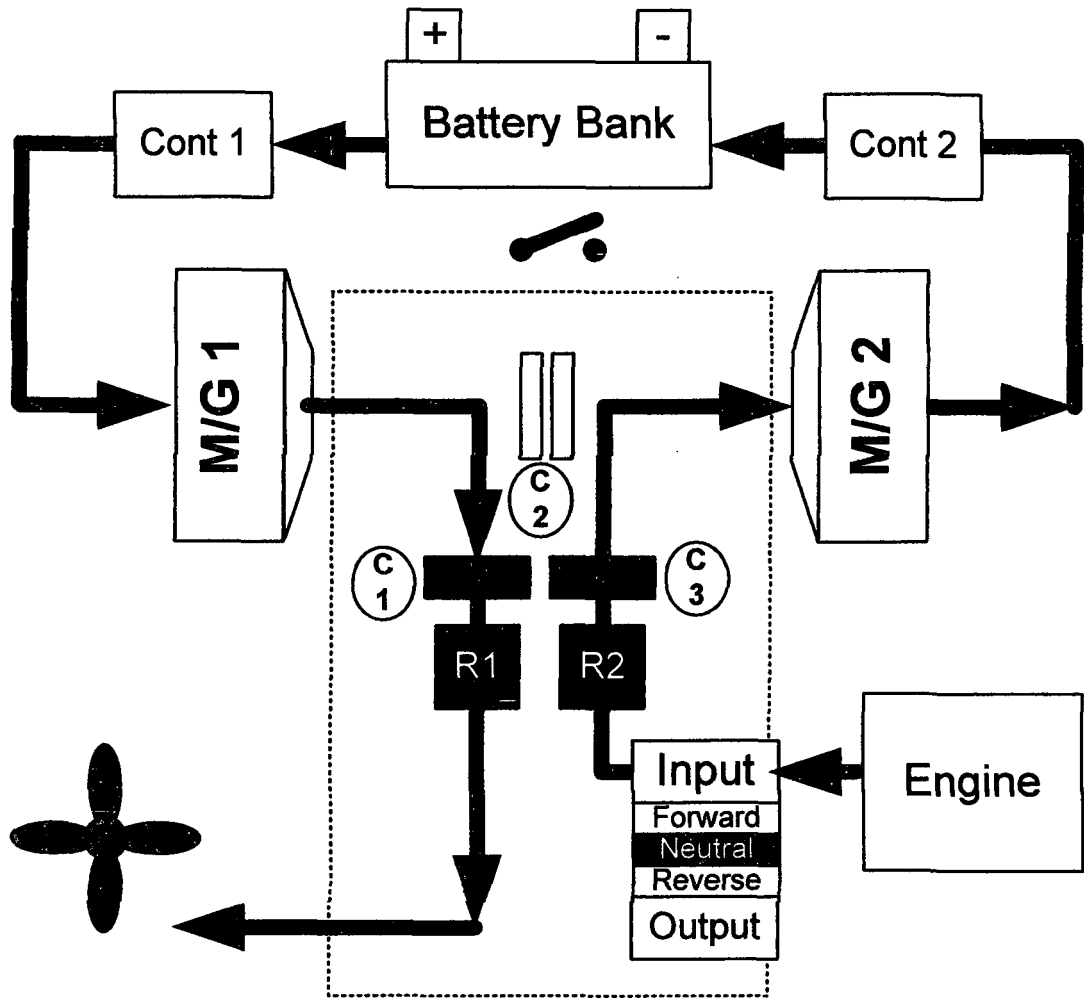 +
-
Battery Bank
Cont 1
Cont 2
M/G 1
M/G 2
C
2
C
1
C
3
R1
R2
Input
Engine
Forward
Neutral
Reverse
Output